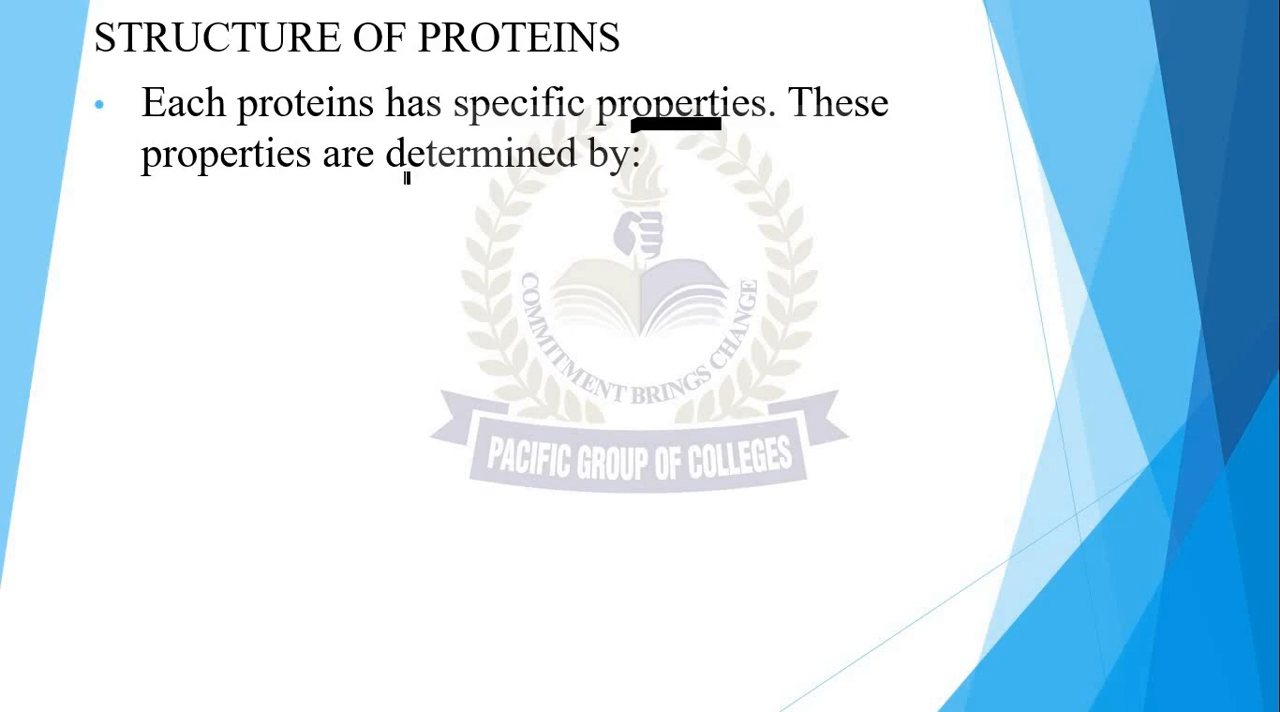 STRUCTURE OF PROTEINS
• Each proteins has specific properties. These
properties are determined by:
COMMITMENT BRINGS CHANGE
PACIFIC GROUP OF COLLEGES